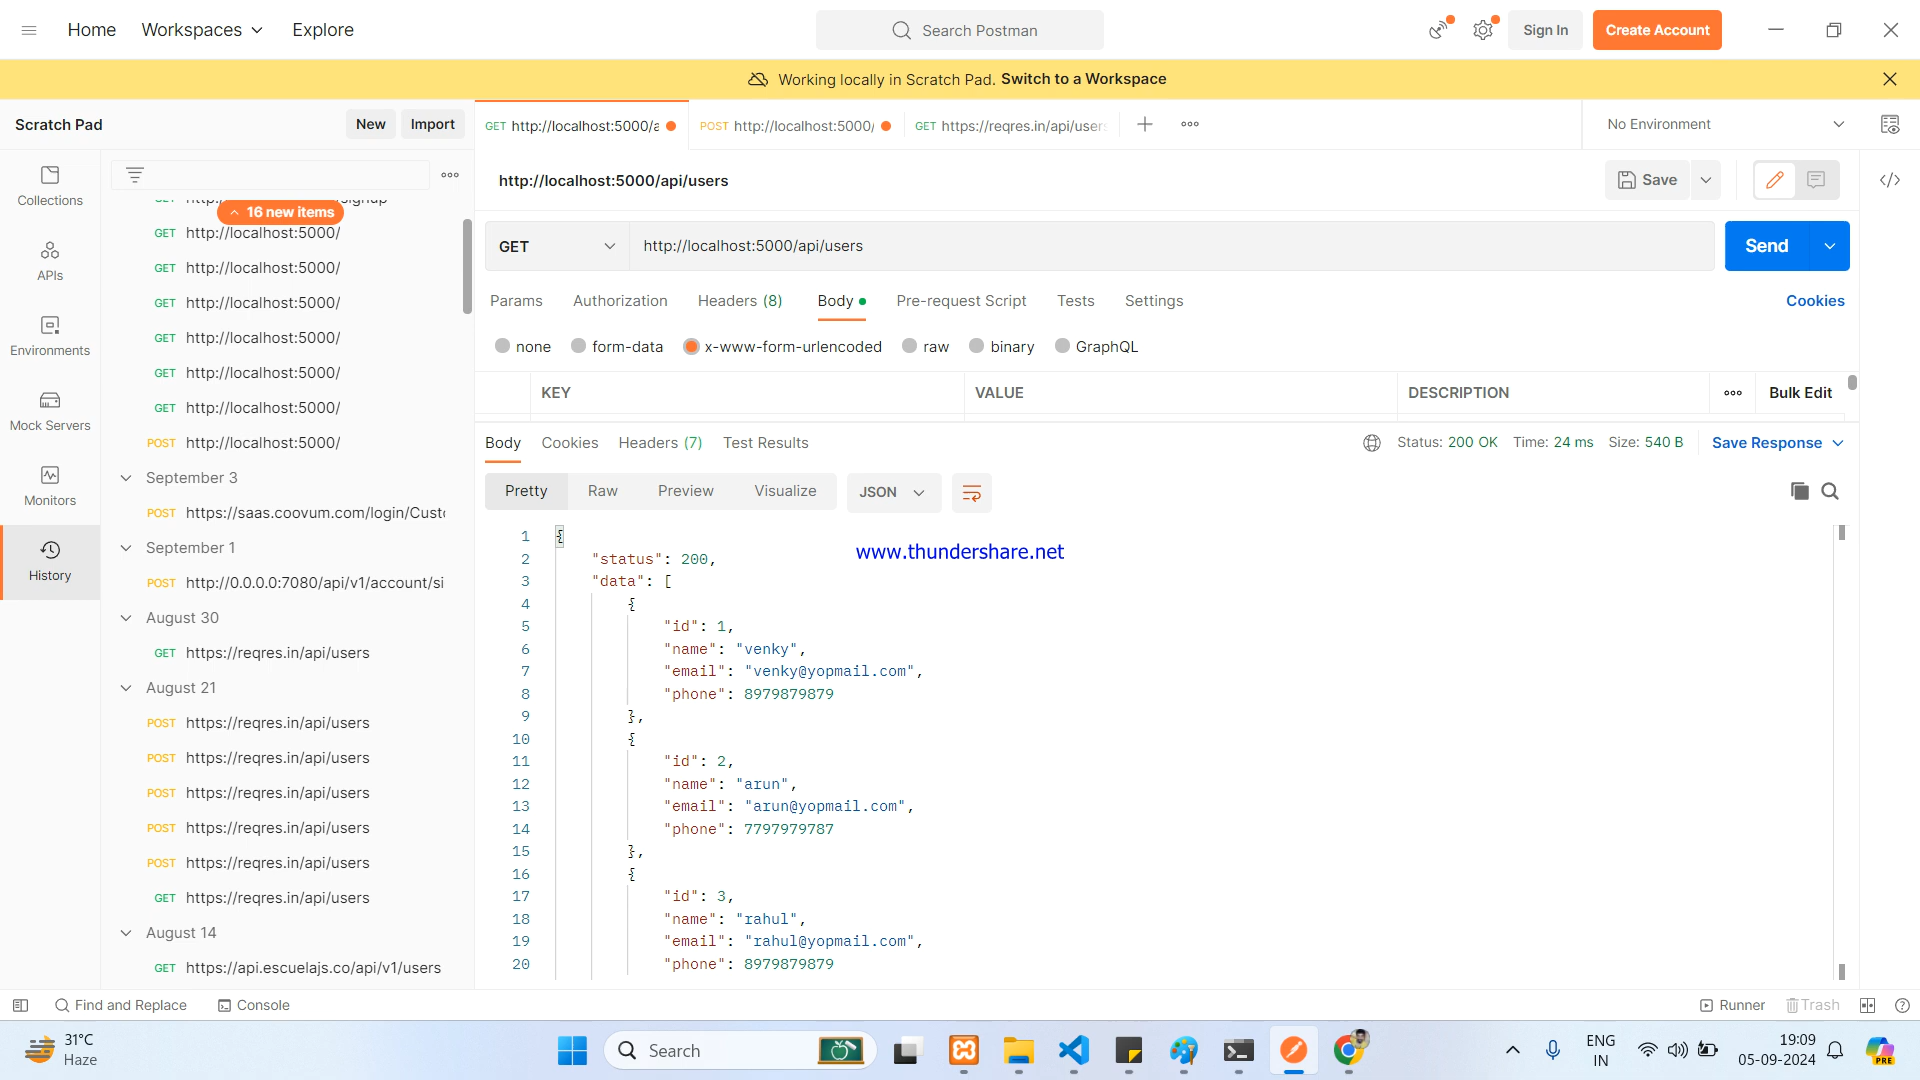 Home Workspaces Explore
Search Postman
Sign In Create Account
Working locally in Scratch Pad. Switch to a Workspace
Scratch Pad New Import
GET http://localhost:5000/a POST http://localhost:5000/ GET https://reqres.in/api/users
No Environment
Collections
APIs
Environments
Mock Servers
Monitors
History
16 new items
GET http://localhost:5000/
GET http://localhost:5000/
GET http://localhost:5000/
GET http://localhost:5000/
GET http://localhost:5000/
GET http://localhost:5000/
POST http://localhost:5000/
September 3
POST https://saas.coovum.com/login/Custo
September 1
POST http://0.0.0.0:7080/api/v1/account/si
August 30
GET https://reqres.in/api/users
August 21
POST https://reqres.in/api/users
POST https://reqres.in/api/users
POST https://reqres.in/api/users
POST https://reqres.in/api/users
POST https://reqres.in/api/users
GET https://reqres.in/api/users
August 14
GET https://api.escuelajs.co/api/v1/users
http://localhost:5000/api/users
Save
GET http://localhost:5000/api/users Send
Params Authorization Headers (8) Body Pre-request Script Tests Settings Cookies
none form-data x-www-form-urlencoded raw binary GraphQL
KEY VALUE DESCRIPTION Bulk Edit
Body Cookies Headers (7) Test Results Status: 200 OK Time: 24 ms Size: 540 B Save Response
Pretty Raw Preview Visualize JSON
www.thundershare.net
1 {
2 "status": 200,
3 "data": [
4 {
5 "id": 1,
6 "name": "venky",
7 "email": "venky@yopmail.com",
8 "phone": 8979879879
9 },
10 {
11 "id": 2,
12 "name": "arun",
13 "email": "arun@yopmail.com",
14 "phone": 7797979787
15 },
16 {
17 "id": 3,
18 "name": "rahul",
19 "email": "rahul@yopmail.com",
20 "phone": 8979879879
Find and Replace Console
Runner Trash
31°C
Haze
Search
ENG
IN
19:09
05-09-2024
PRE